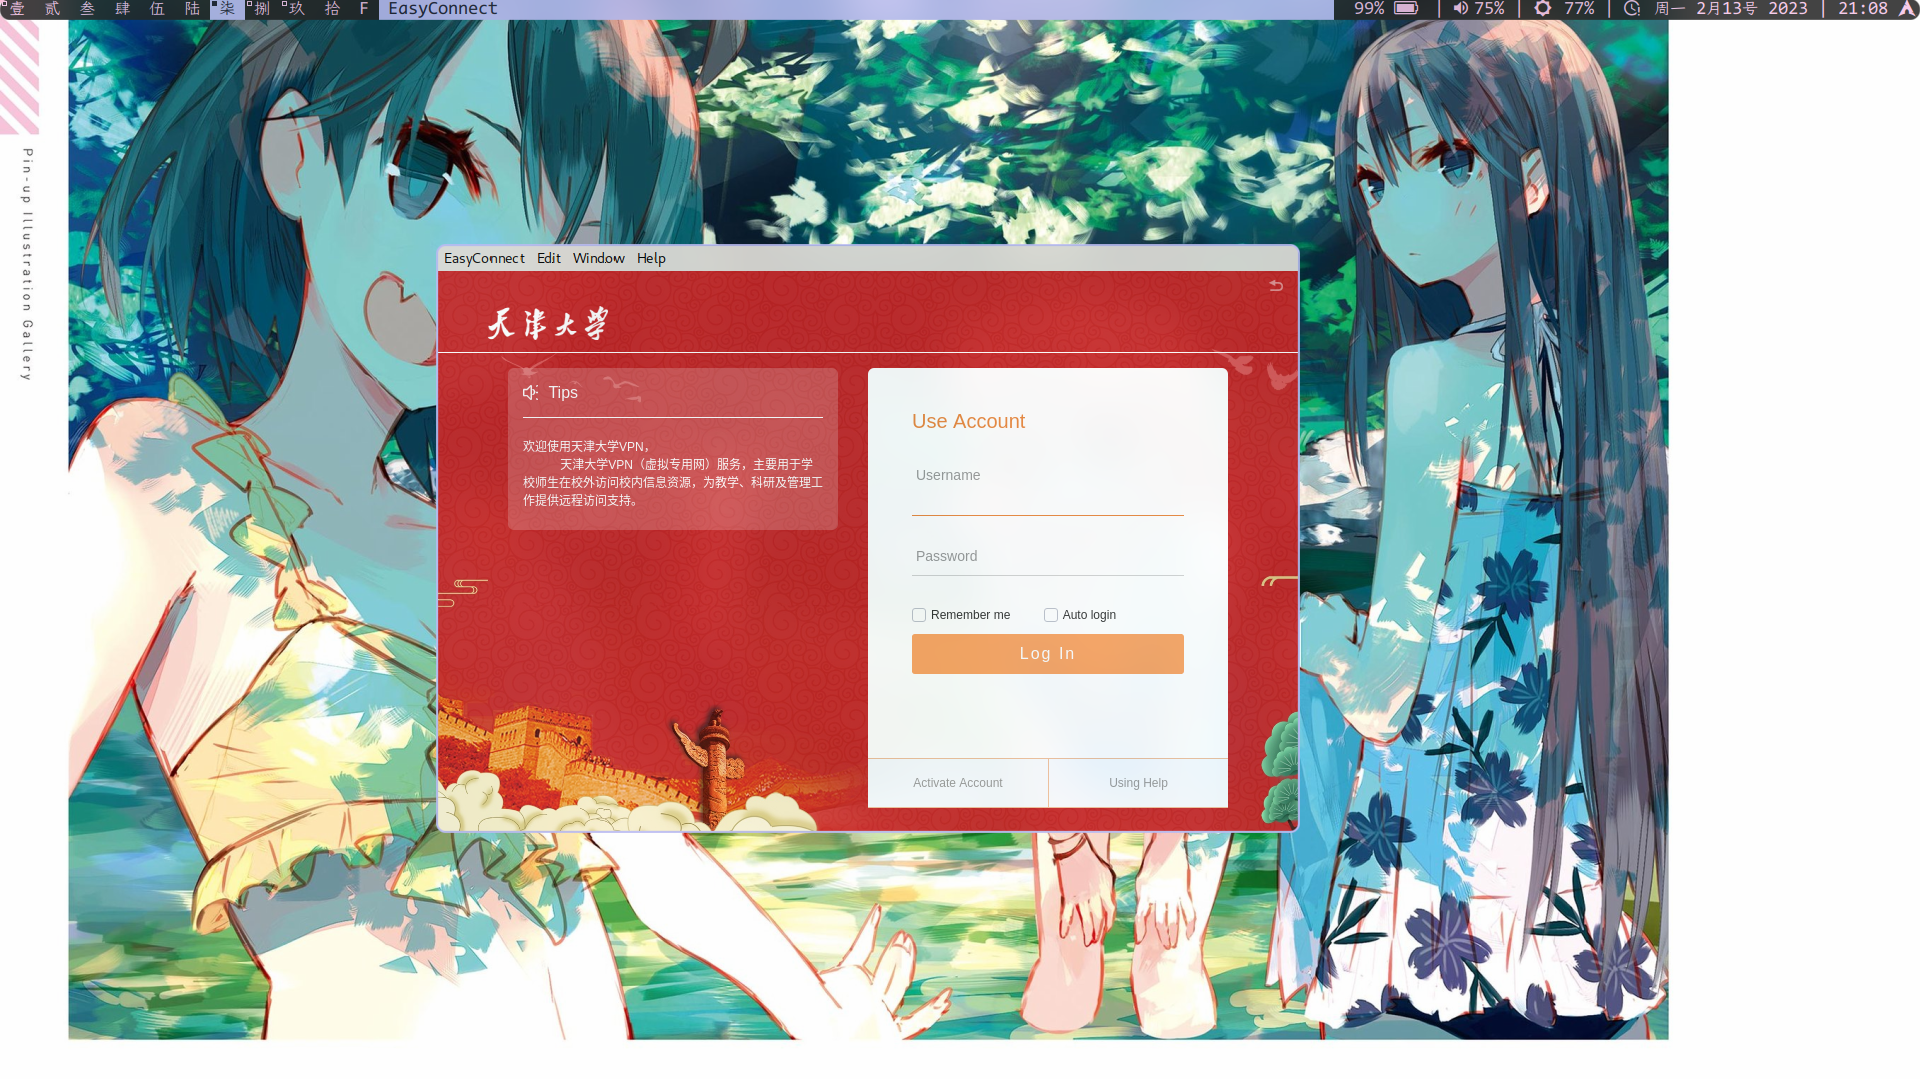 壹 贰 叁 肆 伍 陆 柒 捌 玖 拾 F EasyConnect 99% | 75% | 77% | 周一 2月13号 2023 | 21:08
Pin-up Illustration Gallery
EasyConnect Edit Window Help
天津大学
Tips
欢迎使用天津大学VPN，
天津大学VPN（虚拟专用网）服务，主要用于学
校师生在校外访问校内信息资源，为教学、科研及管理工
作提供远程访问支持。
Use Account
Username
Password
Remember me Auto login
Log In
Activate Account Using Help